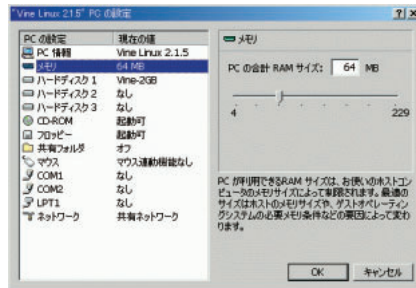 "Vine Linux 2.1.5" PC の設定
PC の設定 現在の値
PC 情報 Vine Linux 2.1.5
メモリ 64 MB
ハードディスク 1 Vine-2GB
ハードディスク 2 なし
ハードディスク 3 なし
CD-ROM 起動可
フロッピー 起動可
共有フォルダ オフ
マウス マウス連動機能なし
COM1 なし
COM2 なし
LPT1 なし
ネットワーク 共有ネットワーク
メモリ
PC の合計 RAM サイズ: 64 MB
4 229
PC が利用できるRAM サイズは、お使いのホストコン
ピュータのメモリサイズによって制限されます。最適の
サイズはホストのメモリサイズや、ゲストオペレーティン
グシステムの必要メモリ条件などの要因によって変わ
ります。
OK キャンセル